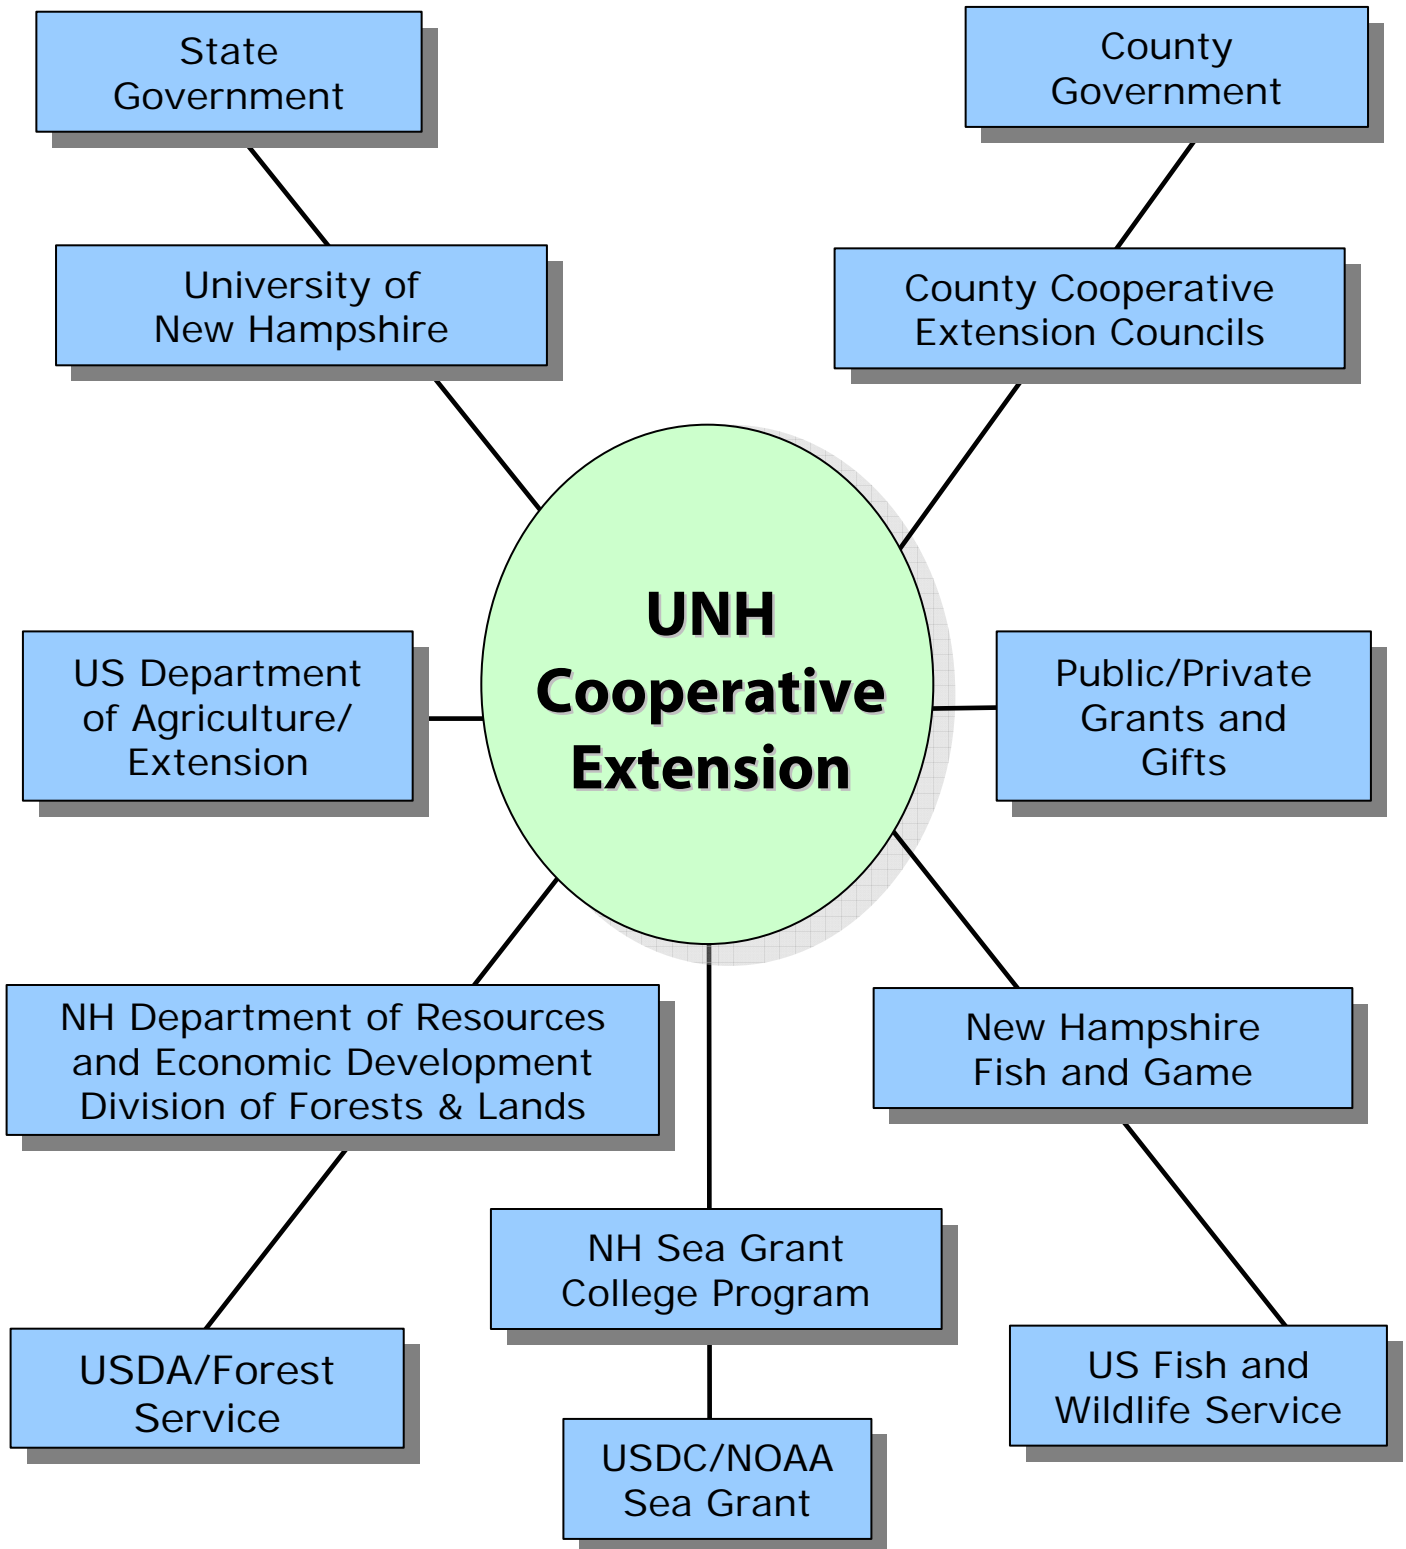 State
Government
County
Government
University of
New Hampshire
County Cooperative
Extension Councils
UNH
Cooperative
Extension
US Department
of Agriculture/
Extension
Public/Private
Grants and
Gifts
NH Department of Resources
and Economic Development
Division of Forests & Lands
New Hampshire
Fish and Game
NH Sea Grant
College Program
USDA/Forest
Service
US Fish and
Wildlife Service
USDC/NOAA
Sea Grant